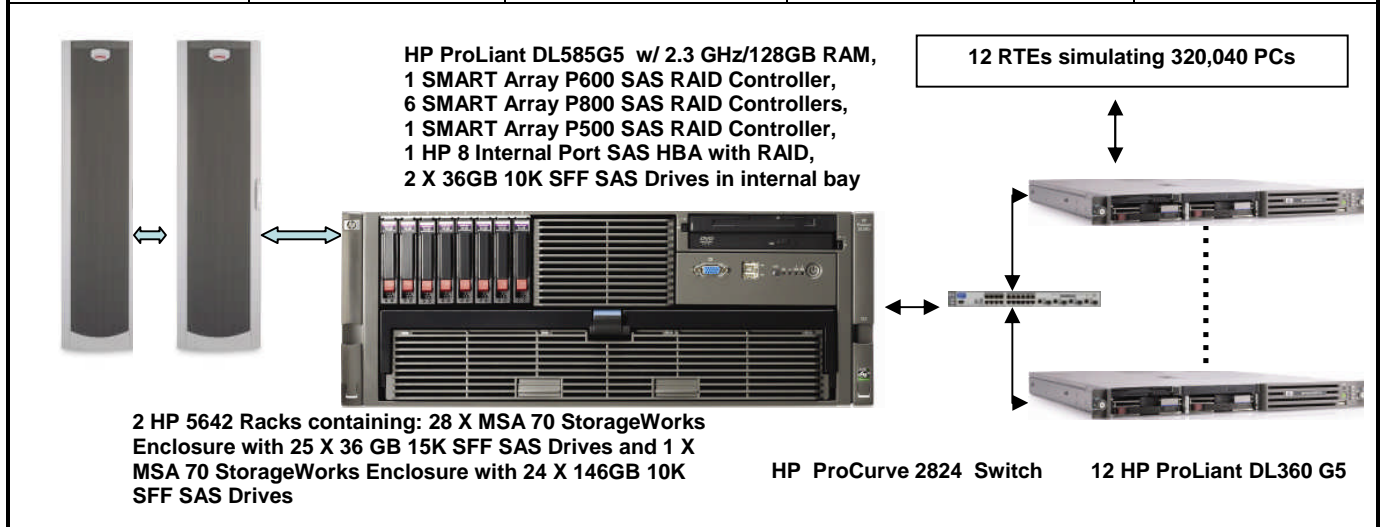 HP ProLiant DL585G5 w/ 2.3 GHz/128GB RAM,
1 SMART Array P600 SAS RAID Controller,
6 SMART Array P800 SAS RAID Controllers,
1 SMART Array P500 SAS RAID Controller,
1 HP 8 Internal Port SAS HBA with RAID,
2 X 36GB 10K SFF SAS Drives in internal bay
12 RTEs simulating 320,040 PCs
2 HP 5642 Racks containing: 28 X MSA 70 StorageWorks
Enclosure with 25 X 36 GB 15K SFF SAS Drives and 1 X
MSA 70 StorageWorks Enclosure with 24 X 146GB 10K
SFF SAS Drives
HP ProCurve 2824 Switch
12 HP ProLiant DL360 G5